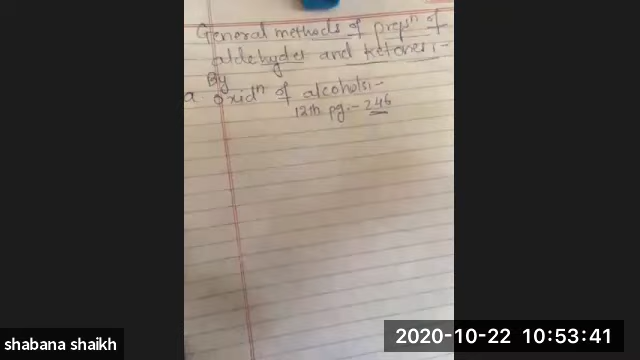 General methods of prepn of
aldehydes and ketones :-
By
a oxidn of alcohols:-
12th pg.- 246
shabana shaikh
2020-10-22 10:53:41